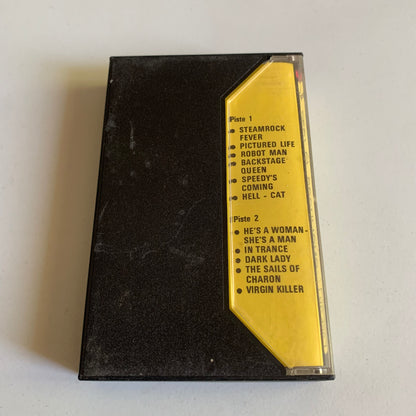 Piste 1
• STEAMROCK
FEVER
• PICTURED LIFE
• ROBOT MAN
• BACKSTAGE
QUEEN
• SPEEDY'S
COMING
• HELL - CAT
Piste 2
• HE'S A WOMAN -
SHE'S A MAN
• IN TRANCE
• DARK LADY
• THE SAILS OF
CHARON
• VIRGIN KILLER